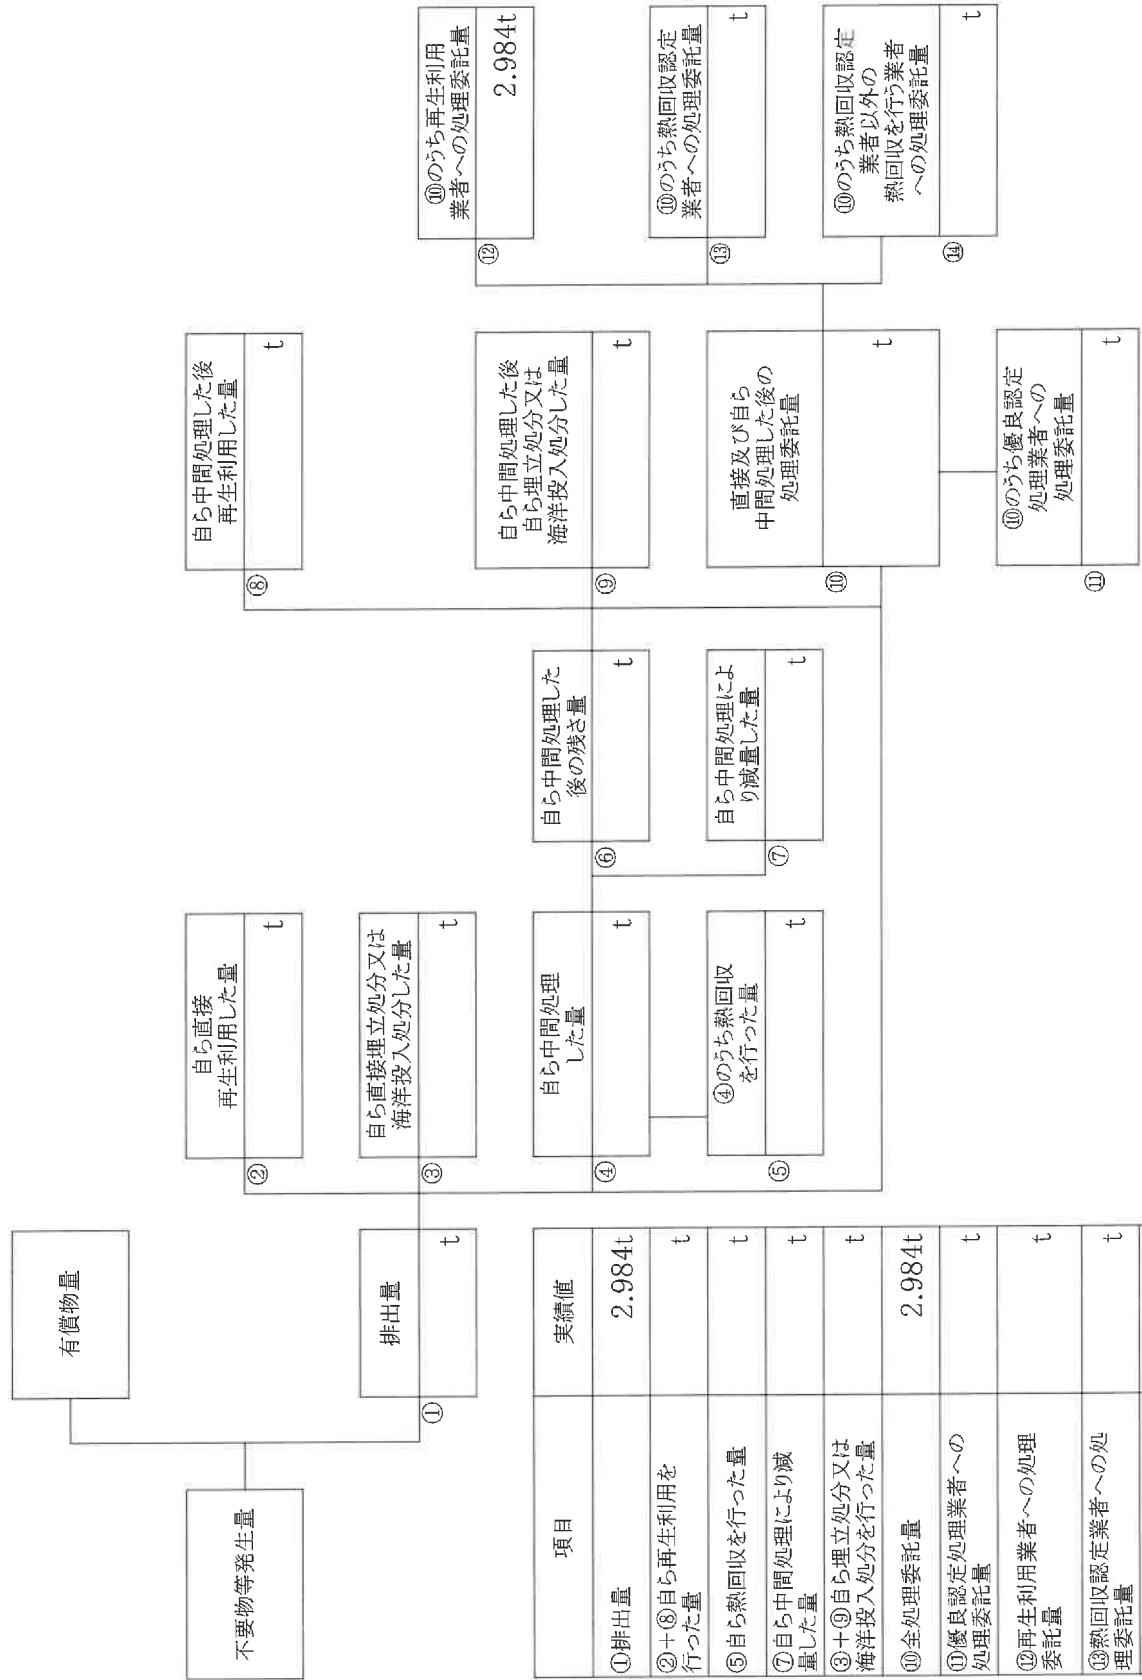 有償物量
不要物等発生量
排出量
①
t
自ら直接
再生利用した量
②
t
自ら直接埋立処分又は
海洋投入処分した量
③
t
自ら中間処理
した量
④
t
④のうち熱回収
を行った量
⑤
t
自ら中間処理した
後の残さ量
⑥
t
自ら中間処理によ
り減量した量
⑦
t
自ら中間処理した後
再生利用した量
⑧
t
自ら中間処理した後
自ら埋立処分又は
海洋投入処分した量
⑨
t
直接及び自ら
中間処理した後の
処理委託量
⑩
t
⑩のうち優良認定
処理業者への
処理委託量
⑪
t
⑩のうち再生利用
業者への処理委託量
⑫
2.984t
⑩のうち熱回収認定
業者への処理委託量
⑬
t
⑩のうち熱回収認定
業者以外の
熱回収を行う業者
への処理委託量
⑭
t
項目 実績値
①排出量 2.984t
②+⑧自ら再生利用を
行った量 t
⑤自ら熱回収を行った量 t
⑦自ら中間処理により減
量した量 t
③+⑨自ら埋立処分又は
海洋投入処分を行った量 t
⑩全処理委託量 2.984t
⑪優良認定処理業者への
処理委託量 t
⑫再生利用業者への処理
委託量 t
⑬熱回収認定業者への処
理委託量 t